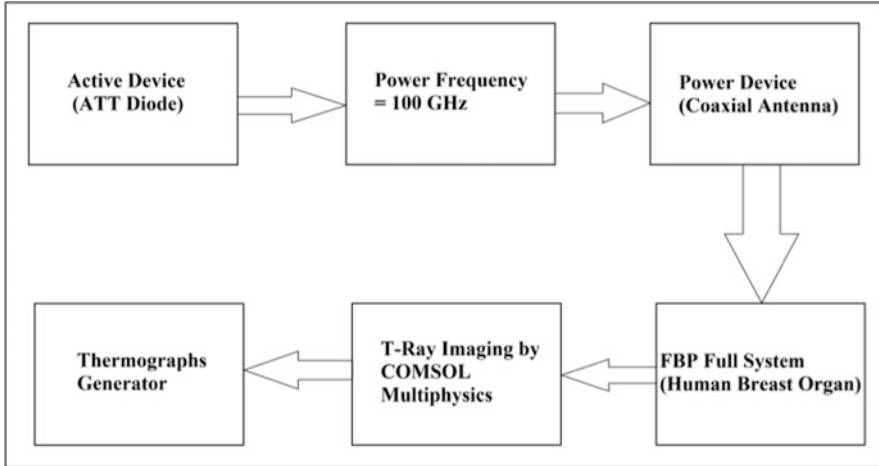 Active Device
(ATT Diode)
Power Frequency
= 100 GHz
Power Device
(Coaxial Antenna)
FBP Full System
(Human Breast Organ)
T-Ray Imaging by
COMSOL
Multiphysics
Thermographs
Generator